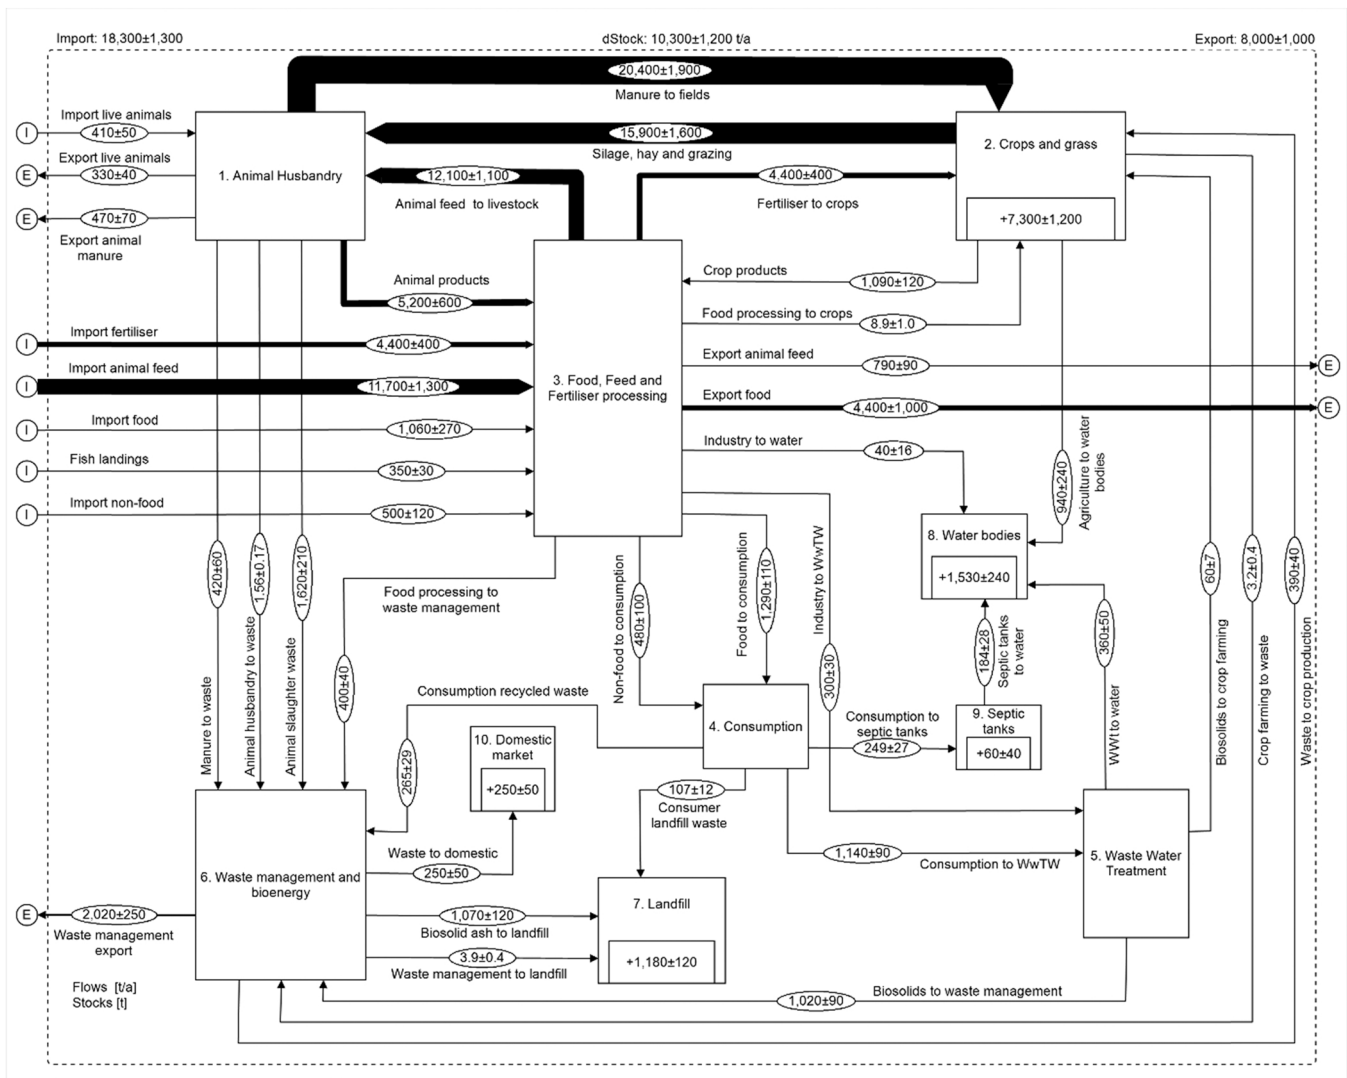 Import: 18,300±1,300
dStock: 10,300±1,200 t/a
Export: 8,000±1,000
20,400±1,900
Manure to fields
Import live animals
I
410±50
15,900±1,600
Silage, hay and grazing
2. Crops and grass
Export live animals
E
330±40
1. Animal Husbandry
12,100±1,100
Animal feed to livestock
4,400±400
Fertiliser to crops
+7,300±1,200
E
470±70
Export animal
manure
Animal products
5,200±600
Crop products
1,090±120
Import fertiliser
I
4,400±400
Food processing to crops
8.9±1.0
Import animal feed
I
11,700±1,300
3. Food, Feed and
Fertiliser processing
Export animal feed
790±90
E
Export food
4,400±1,000
E
Import food
I
1,060±270
Industry to water
40±16
Fish landings
I
350±30
Import non-food
I
500±120
940±240
Agriculture to water
bodies
8. Water bodies
+1,530±240
420±60
1.56±0.17
1,620±210
Food processing to
waste management
400±40
Non-food to consumption
480±100
Food to consumption
1,290±110
Industry to WwTW
300±30
184±28
Septic tanks
to water
360±50
WWt to water
60±7
Biosolids to crop farming
3.2±0.4
Crop farming to waste
390±40
Waste to crop production
Manure to waste
Animal husbandry to waste
Animal slaughter waste
Consumption recycled waste
265±29
4. Consumption
Consumption to
septic tanks
249±27
9. Septic
tanks
+60±40
10. Domestic
market
+250±50
107±12
Consumer
landfill waste
Waste to domestic
250±50
1,140±90
Consumption to WwTW
5. Waste Water
Treatment
6. Waste management and
bioenergy
7. Landfill
+1,180±120
E
2,020±250
Waste management
export
1,070±120
Biosolid ash to landfill
3.9±0.4
Waste management to landfill
Flows [t/a]
Stocks [t]
1,020±90
Biosolids to waste management